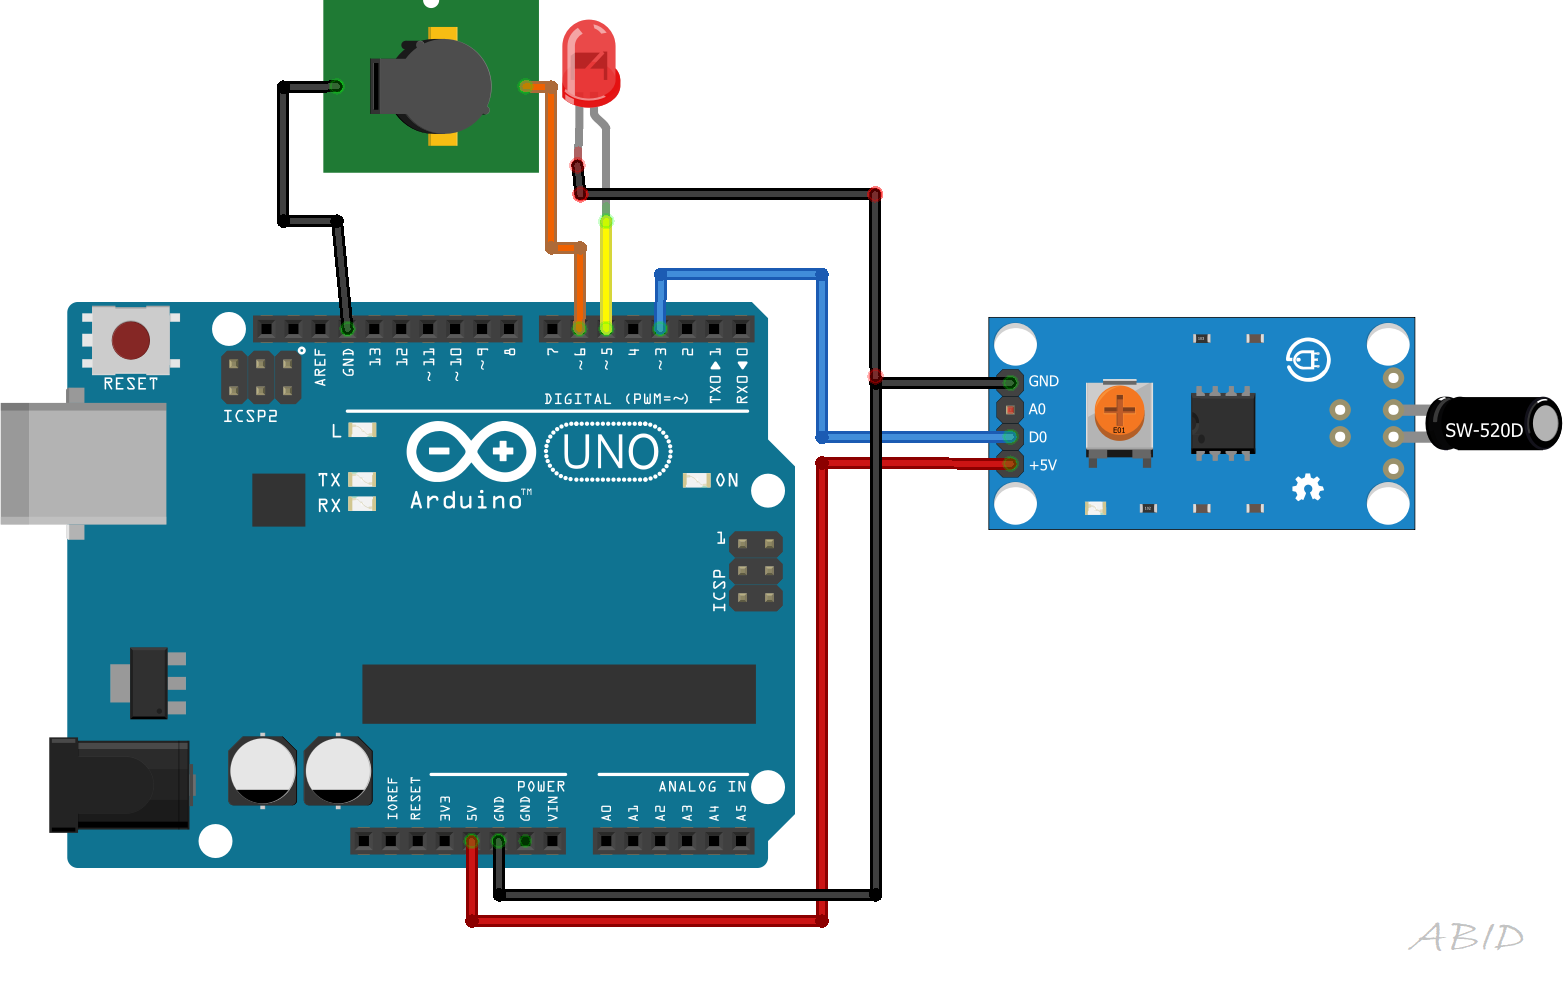 RESET
ICSP2
AREF
GND
13
12
~11
~10
~9
8
7
~6
~5
4
~3
2
TX0▶1
RX0◀0
DIGITAL (PWM=~)
L
TX
RX
Arduino™
UNO
ON
1
ICSP
IOREF
RESET
3V3
5V
GND
GND
VIN
POWER
ANALOG IN
A0
A1
A2
A3
A4
A5
GND
A0
D0
+5V
E01
SW-520D
ABID